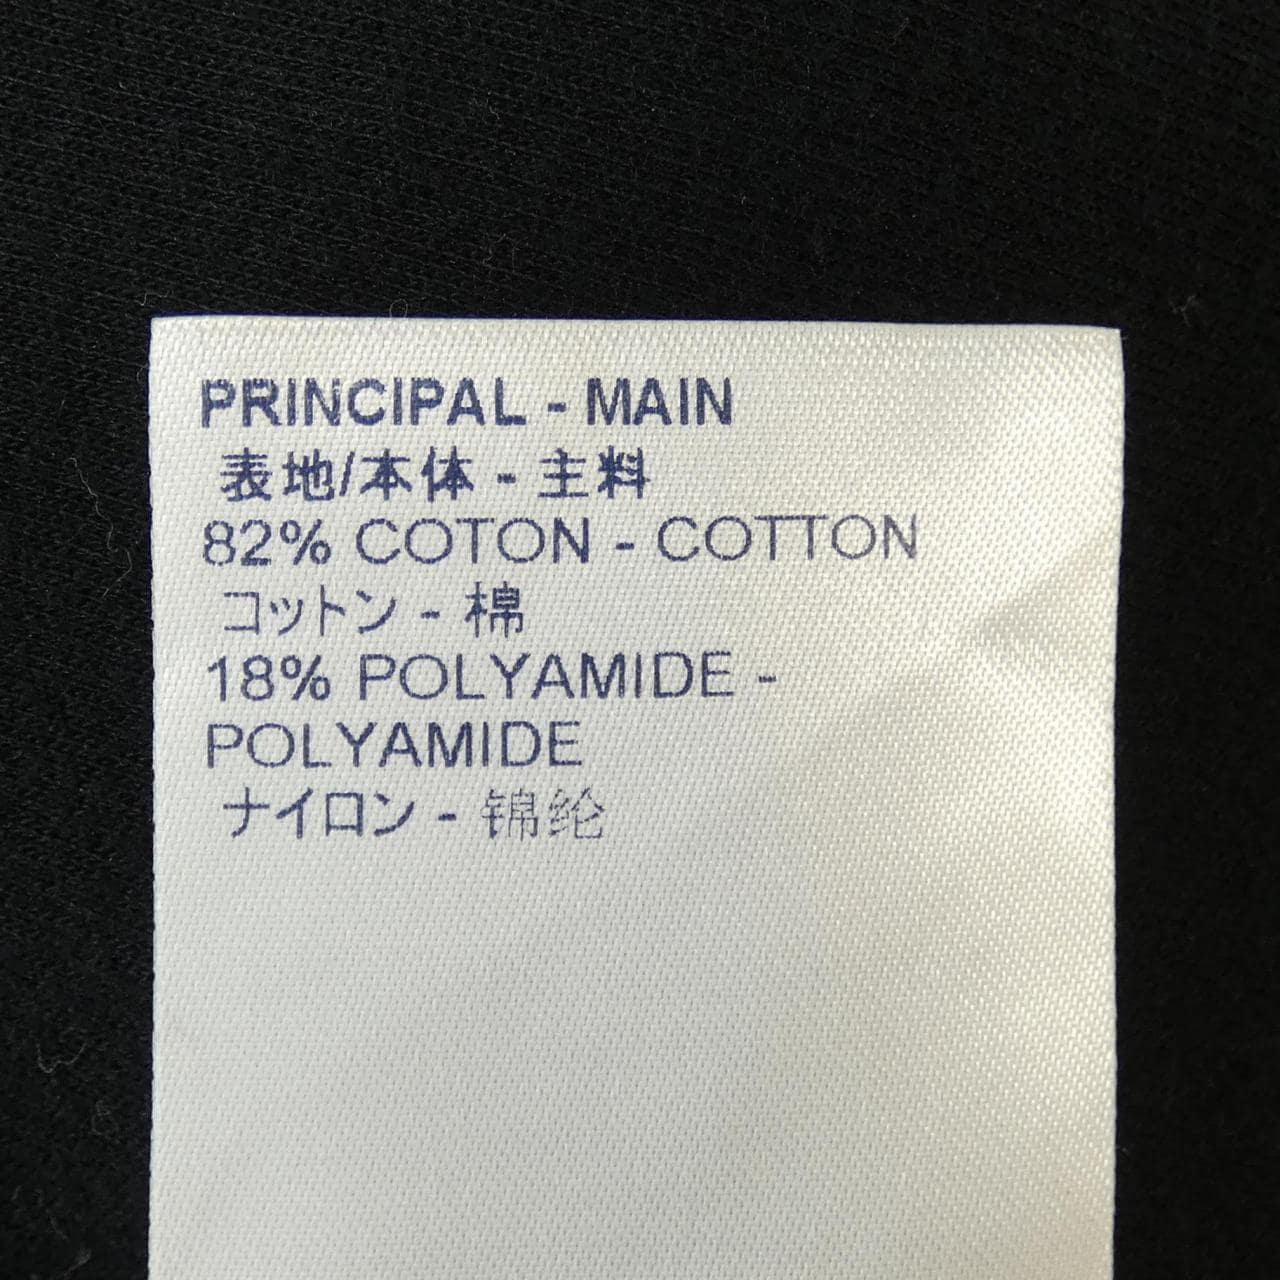 PRINCIPAL - MAIN
表地/本体 - 主料
82% COTON - COTTON
コットン - 棉
18% POLYAMIDE -
POLYAMIDE
ナイロン - 锦纶